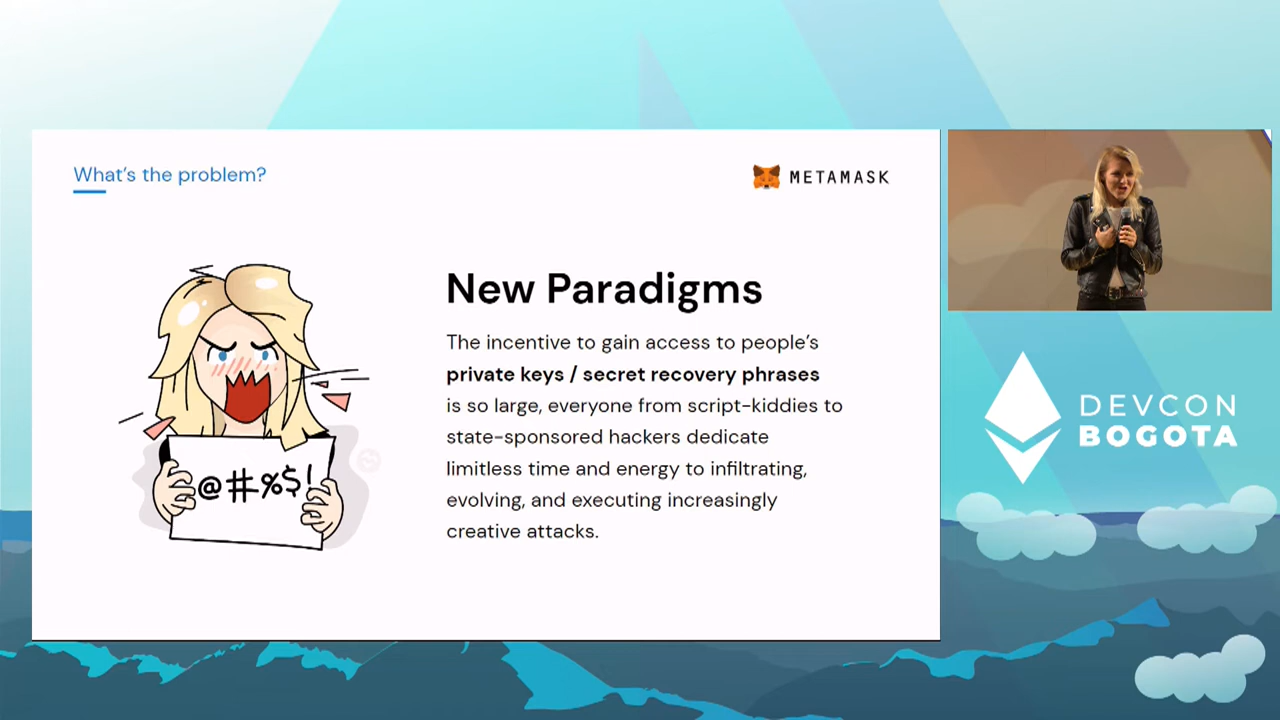 What's the problem?
METAMASK
New Paradigms
The incentive to gain access to people's
private keys / secret recovery phrases
is so large, everyone from script-kiddies to
state-sponsored hackers dedicate
limitless time and energy to infiltrating,
evolving, and executing increasingly
creative attacks.
@#%$!
DEVCON
BOGOTA